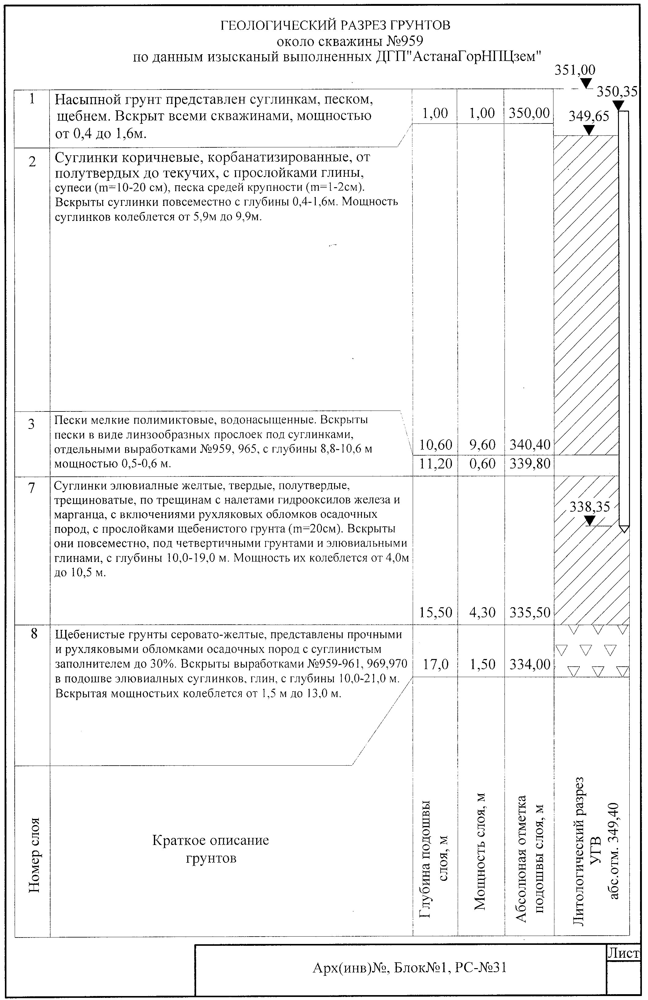 ГЕОЛОГИЧЕСКИЙ РАЗРЕЗ ГРУНТОВ
около скважины №959
по данным изысканый выполненных ДГП"АстанаГорНПЦзем"
351,00
350,35
349,65
1
Насыпной грунт представлен суглинкам, песком,
щебнем. Вскрыт всеми скважинами, мощностью
от 0,4 до 1,6м.
1,00
1,00
350,00
2
Суглинки коричневые, корбанатизированные, от
полутвердых до текучих, с прослойками глины,
супеси (m=10-20 см), песка средей крупности (m=1-2см).
Вскрыты суглинки повсеместно с глубины 0,4-1,6м. Мощность
суглинков колеблется от 5,9м до 9,9м.
10,60
9,60
340,40
3
Пески мелкие полимиктовые, водонасыщенные. Вскрыты
пески в виде линзообразных прослоек под суглинками,
отдельными выработками №959, 965, с глубины 8,8-10,6 м
мощностью 0,5-0,6 м.
11,20
0,60
339,80
7
Суглинки элювиалные желтые, твердые, полутвердые,
трещиноватые, по трещинам с налетами гидрооксилов железа и
марганца, с включениями рухляковых обломков осадочных
пород, с прослойками щебенистого грунта (m=20см). Вскрыты
они повсеместно, под четвертичными грунтами и элювиальными
глинами, с глубины 10,0-19,0 м. Мощность их колеблется от 4,0м
до 10,5 м.
338,35
15,50
4,30
335,50
8
Щебенистые грунты серовато-желтые, представлены прочными
и рухляковыми обломками осадочных пород с суглинистым
заполнителем до 30%. Вскрыты выработками №959-961, 969,970
в подошве элювиалных суглинков, глин, с глубины 10,0-21,0 м.
Вскрытая мощностьих колеблется от 1,5 м до 13,0 м.
17,0
1,50
334,00
Номер слоя
Краткое описание
грунтов
Глубина подошвы
слоя, м
Мощность слоя, м
Абсолюная отметка
подошвы слоя, м
Литологический разрез
УГВ
абс.отм. 349,40
Арх(инв)№, Блок№1, РС-№31
Лист